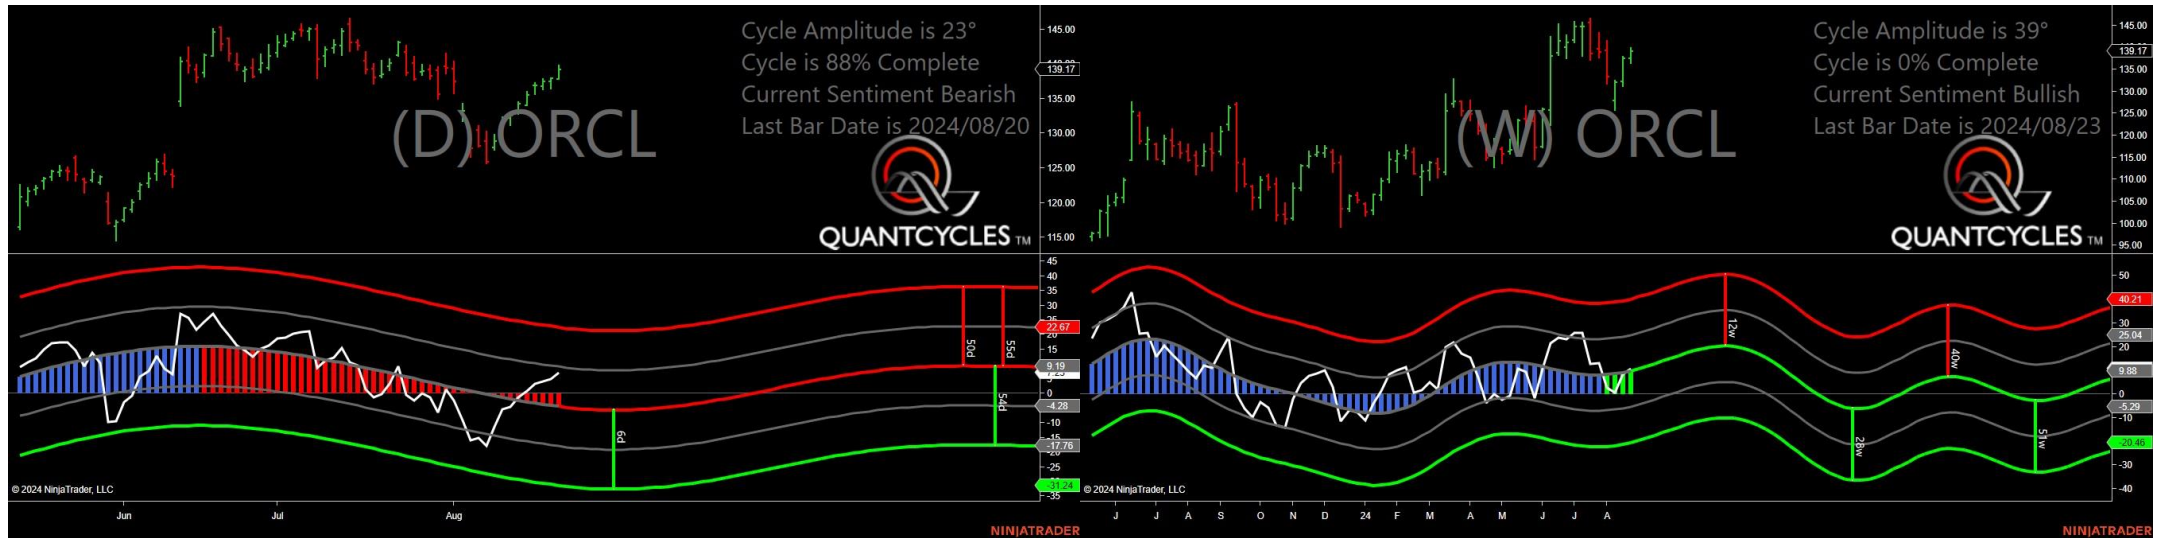 Cycle Amplitude is 23°
Cycle is 88% Complete
Current Sentiment Bearish
Last Bar Date is 2024/08/20
(D) ORCL
QUANTCYCLES TM
145.00
139.17
135.00
130.00
125.00
120.00
115.00
45
40
35
30
25
22.67
15
9.19
0
-4.28
-10
-15
-17.76
-20
-25
-31.24
-35
50d
55d
54d
6d
© 2024 NinjaTrader, LLC
Jun
Jul
Aug
NINJATRADER
Cycle Amplitude is 39°
Cycle is 0% Complete
Current Sentiment Bullish
Last Bar Date is 2024/08/23
(W) ORCL
QUANTCYCLES TM
145.00
139.17
135.00
130.00
125.00
120.00
115.00
110.00
105.00
100.00
95.00
50
40.21
30
25.04
20
9.88
0
-5.29
-10
-20.46
-30
-40
12w
40w
28w
51w
© 2024 NinjaTrader, LLC
J J A S O N D 24 F M A M J J A
NINJATRADER